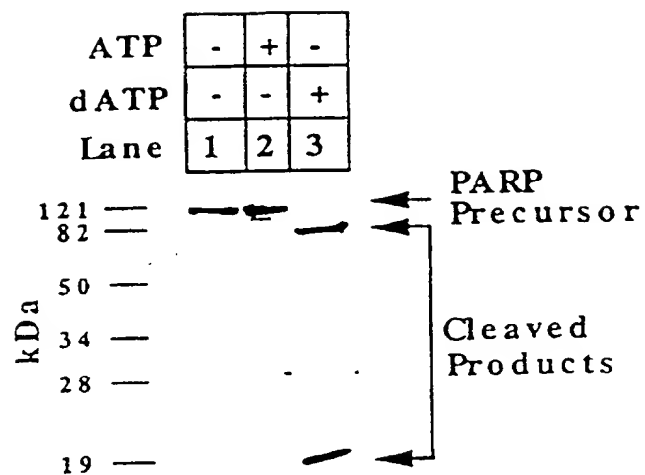 ATP - + -
dATP - - +
Lane 1 2 3
PARP
Precursor
121
82
50
34
28
19
kDa
Cleaved
Products